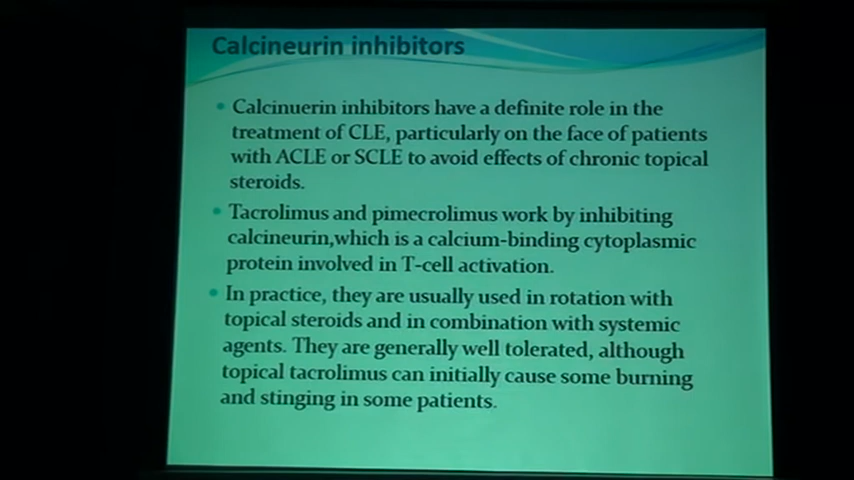 Calcineurin inhibitors
Calcinuerin inhibitors have a definite role in the
treatment of CLE, particularly on the face of patients
with ACLE or SCLE to avoid effects of chronic topical
steroids.
Tacrolimus and pimecrolimus work by inhibiting
calcineurin,which is a calcium-binding cytoplasmic
protein involved in T-cell activation.
In practice, they are usually used in rotation with
topical steroids and in combination with systemic
agents. They are generally well tolerated, although
topical tacrolimus can initially cause some burning
and stinging in some patients.